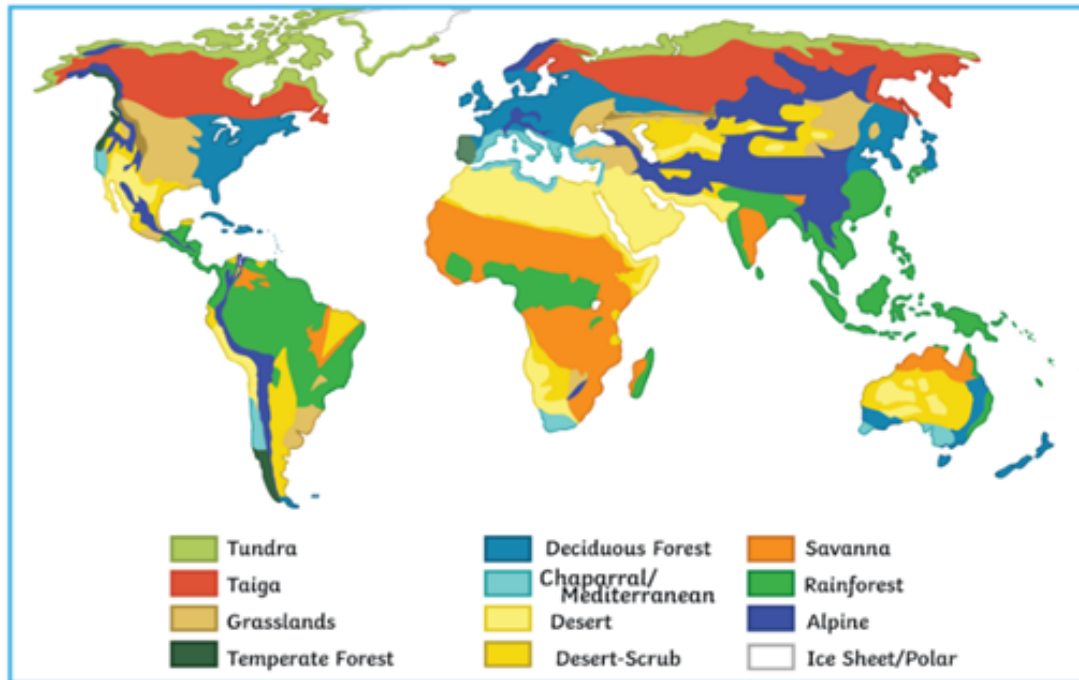 Tundra
Taiga
Grasslands
Temperate Forest
Deciduous Forest
Chaparral/
Mediterranean
Desert
Desert-Scrub
Savanna
Rainforest
Alpine
Ice Sheet/Polar